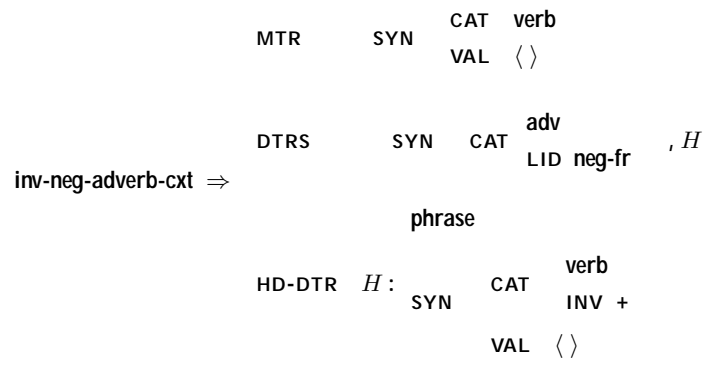 MTR SYN CAT verb
VAL ⟨ ⟩
DTRS SYN CAT adv
LID neg-fr , H
inv-neg-adverb-cxt ⇒
phrase
HD-DTR H : SYN CAT verb
INV +
VAL ⟨ ⟩